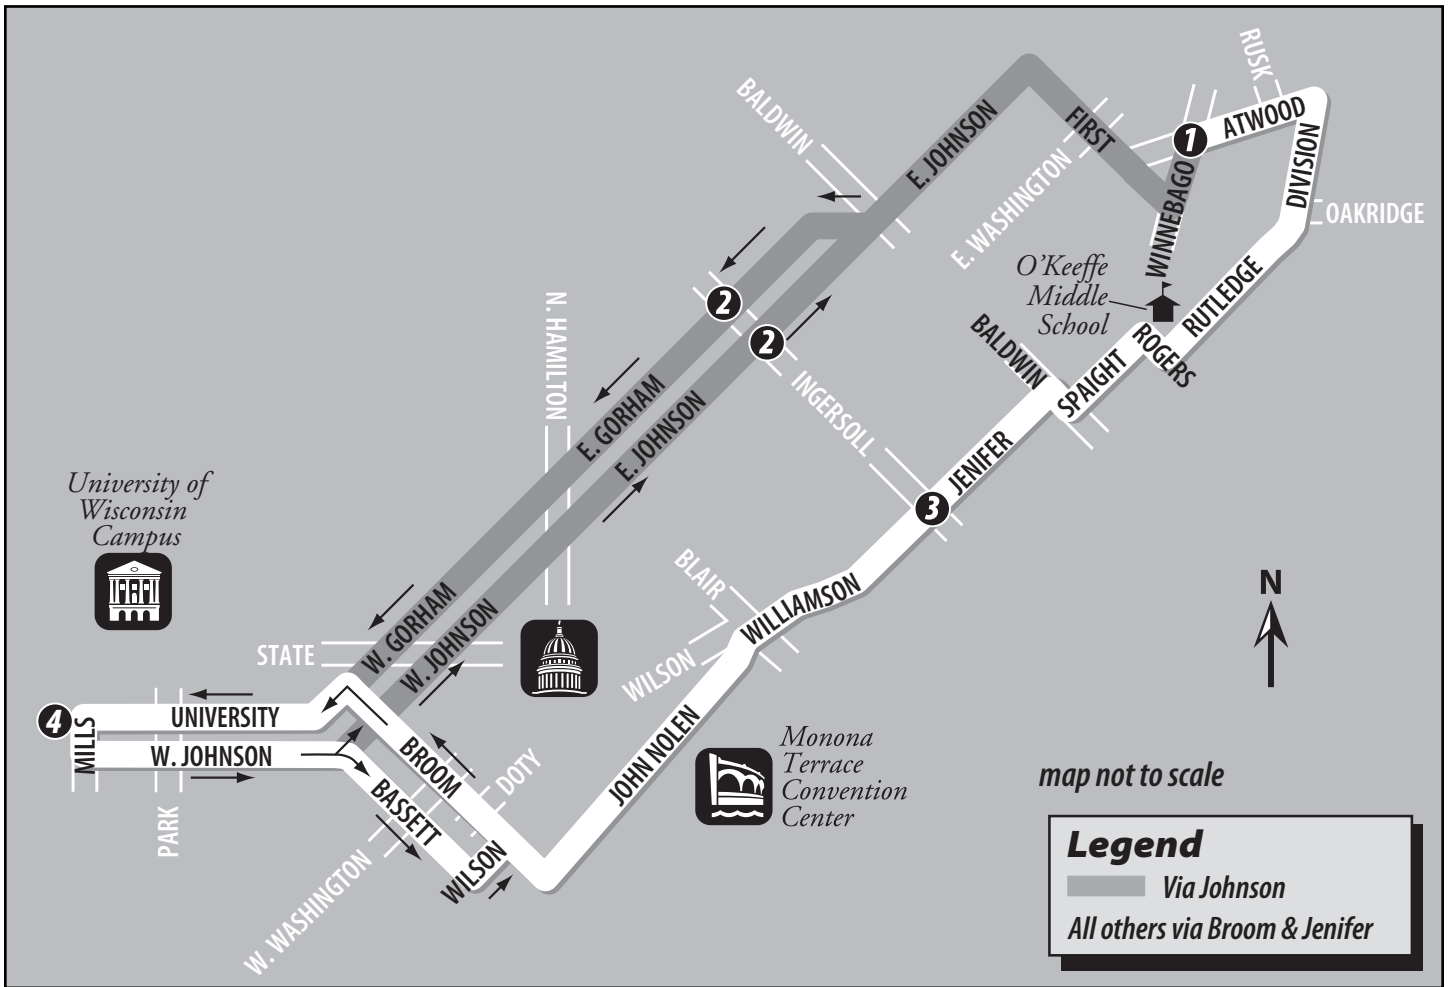 RUSK
BALDWIN
E. JOHNSON
FIRST
1
ATWOOD
DIVISION
E. WASHINGTON
WINNEBAGO
OAKRIDGE
O'Keeffe
Middle
School
2
2
N. HAMILTON
BALDWIN
ROGERS
RUTLEDGE
SPAIGHT
INGERSOLL
E. GORHAM
E. JOHNSON
JENIFER
3
University of
Wisconsin
Campus
BLAIR
WILLIAMSON
N
W. GORHAM
W. JOHNSON
STATE
WILSON
4
UNIVERSITY
MILLS
W. JOHNSON
PARK
BROOM
DOTY
BASSETT
WILSON
W. WASHINGTON
JOHN NOLEN
Monona
Terrace
Convention
Center
map not to scale
Legend
Via Johnson
All others via Broom & Jenifer